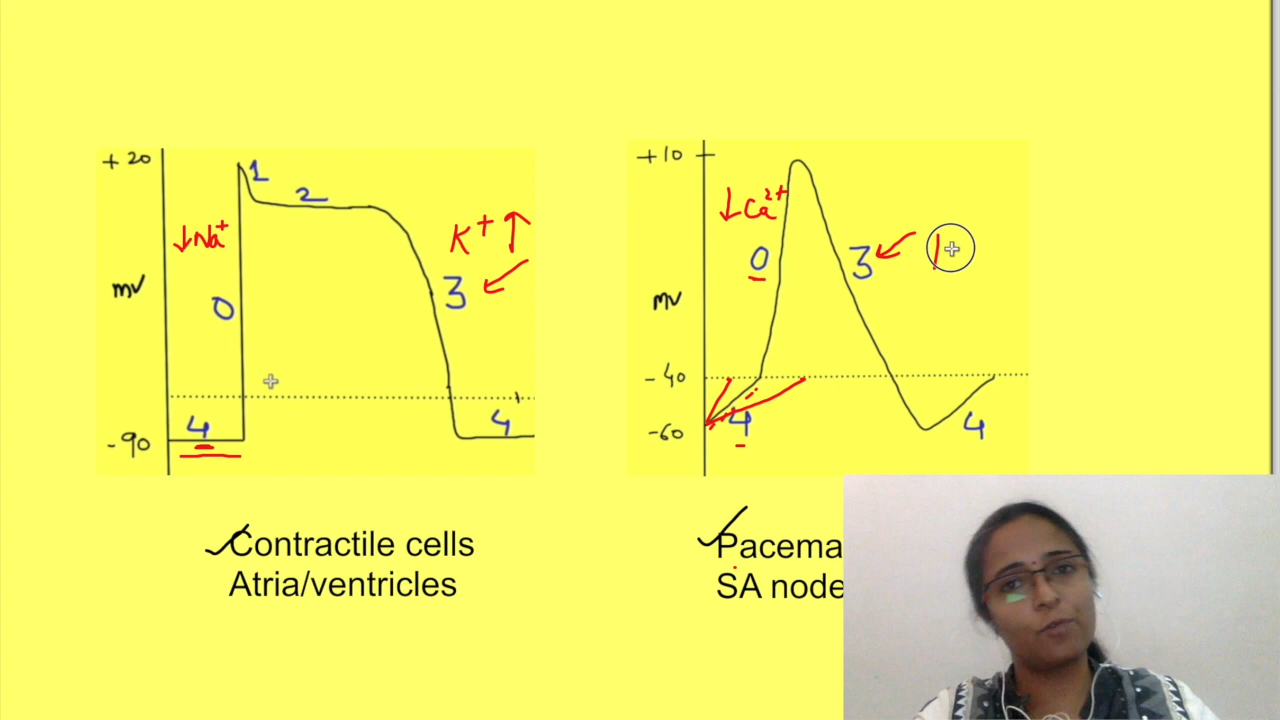 +20
1
2
↓Na+
K+↑
mV
0
3
4
4
-90
Contractile cells
Atria/ventricles
+10
↓Ca2+
0
3
mV
-40
4
4
-60
Pacema
SA node